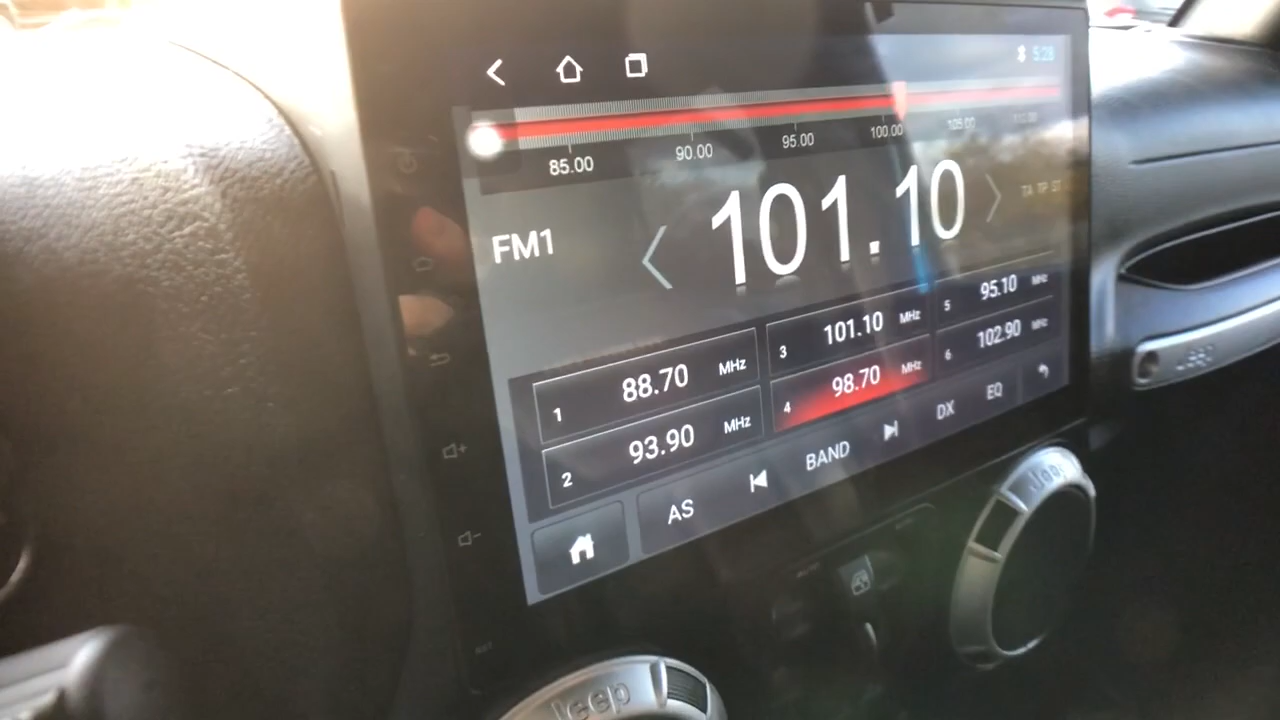 5:28
85.00 90.00 95.00 100.00 105.00 110.00
FM1
101.10
TA TP ST
1 88.70 MHz
3 101.10 MHz
5 95.10 MHz
2 93.90 MHz
4 98.70 MHz
6 102.90 MHz
AS BAND DX EQ
Jeep
Jeep
Jeep